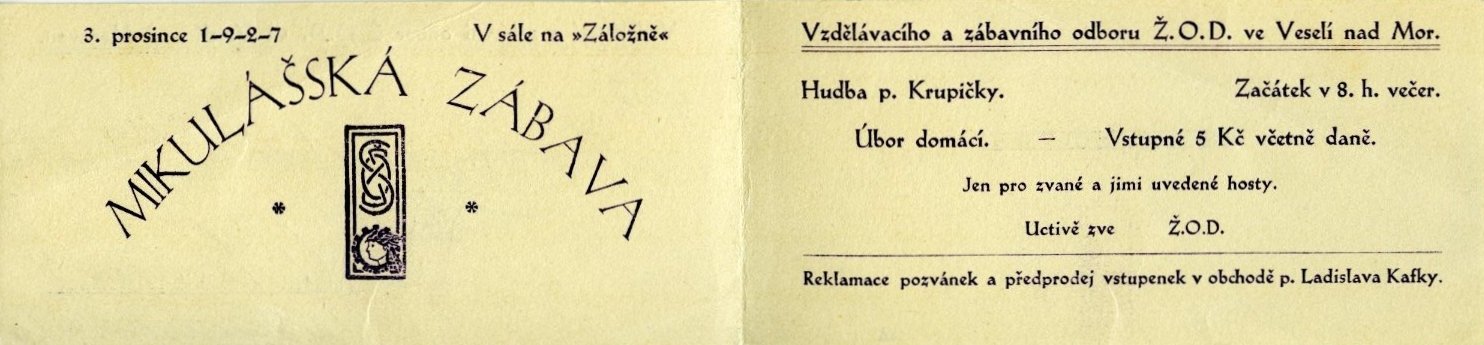 3. prosince 1-9-2-7 V sále na »Záložně«
MIKULÁŠSKÁ ZÁBAVA
* *
Vzdělávacího a zábavního odboru Ž.O.D. ve Veselí nad Mor.
Hudba p. Krupičky. Začátek v 8. h. večer.
Úbor domácí. — Vstupné 5 Kč včetně daně.
Jen pro zvané a jimi uvedené hosty.
Uctivě zve Ž.O.D.
Reklamace pozvánek a předprodej vstupenek v obchodě p. Ladislava Kafky.